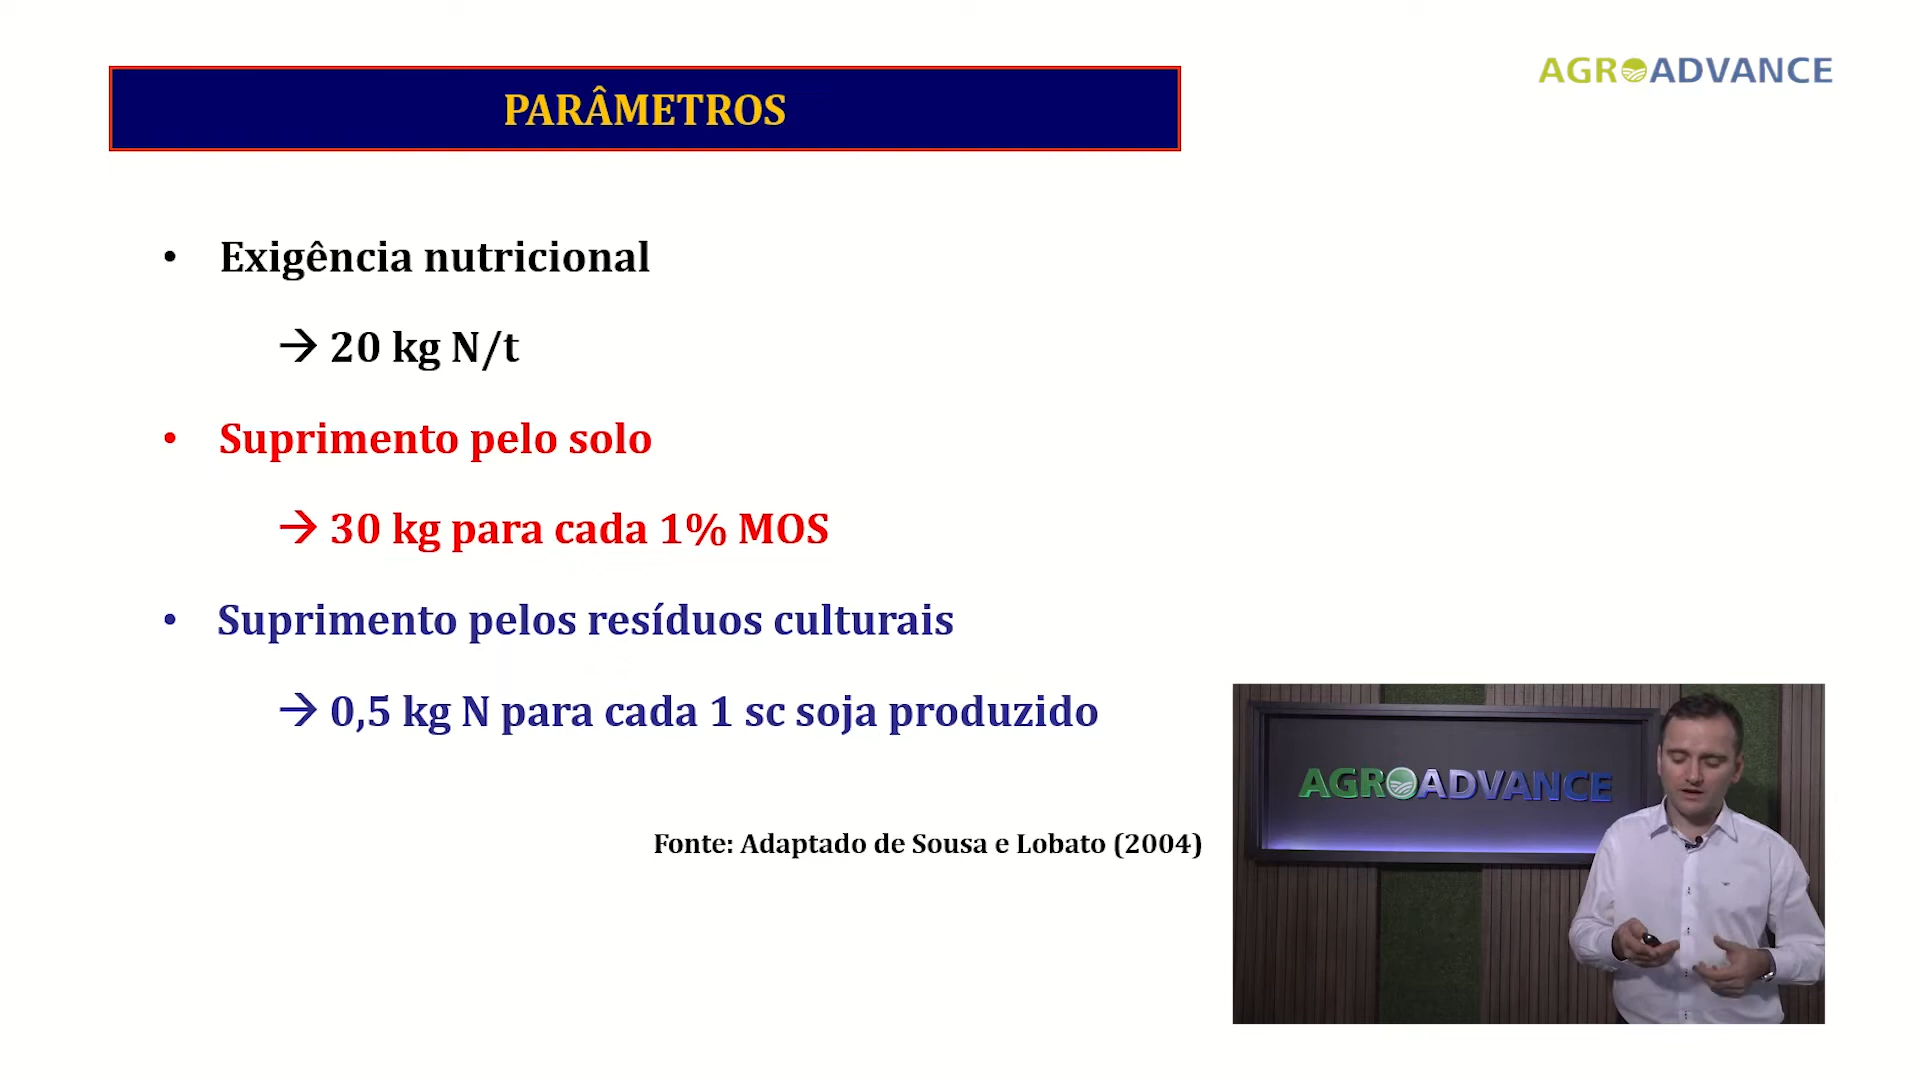 AGROADVANCE
PARÂMETROS
• Exigência nutricional
→ 20 kg N/t
• Suprimento pelo solo
→ 30 kg para cada 1% MOS
• Suprimento pelos resíduos culturais
→ 0,5 kg N para cada 1 sc soja produzido
Fonte: Adaptado de Sousa e Lobato (2004)
AGROADVANCE